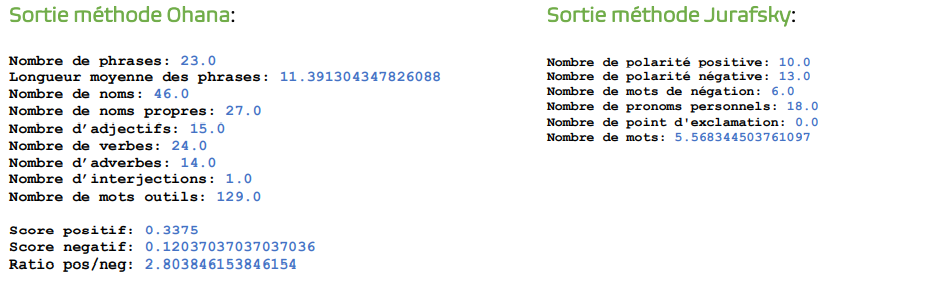 Sortie méthode Ohana:
Nombre de phrases: 23.0
Longueur moyenne des phrases: 11.391304347826088
Nombre de noms: 46.0
Nombre de noms propres: 27.0
Nombre d’adjectifs: 15.0
Nombre de verbes: 24.0
Nombre d’adverbes: 14.0
Nombre d’interjections: 1.0
Nombre de mots outils: 129.0
Score positif: 0.3375
Score negatif: 0.12037037037037036
Ratio pos/neg: 2.803846153846154
Sortie méthode Jurafsky:
Nombre de polarité positive: 10.0
Nombre de polarité négative: 13.0
Nombre de mots de négation: 6.0
Nombre de pronoms personnels: 18.0
Nombre de point d'exclamation: 0.0
Nombre de mots: 5.568344503761097